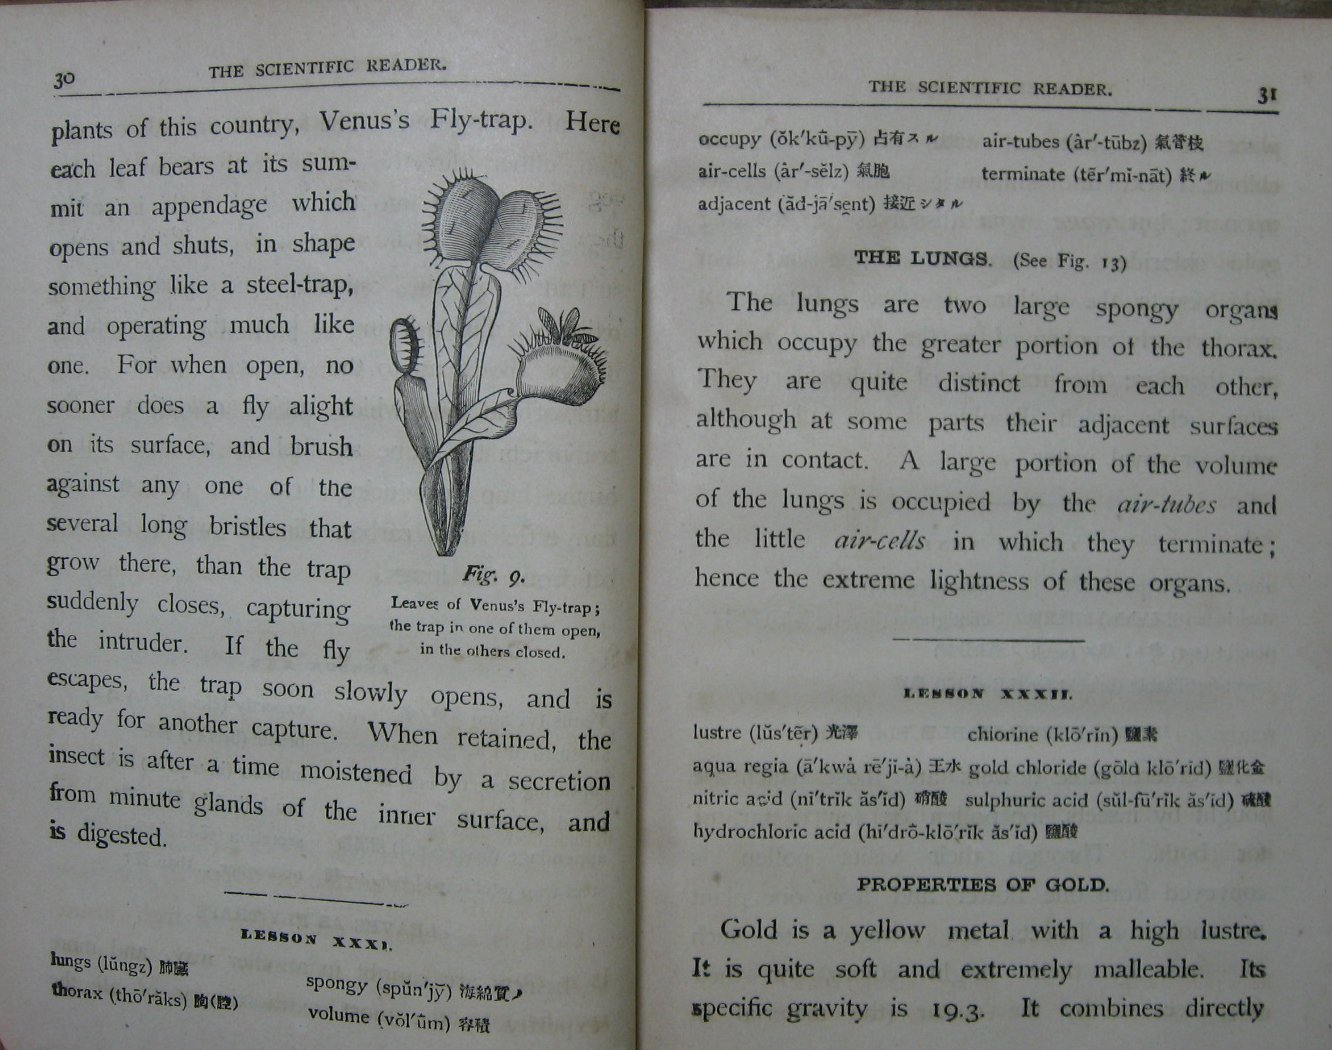 30
THE SCIENTIFIC READER.
plants of this country, Venus's Fly-trap. Here
each leaf bears at its sum-
mit an appendage which
opens and shuts, in shape
something like a steel-trap,
and operating much like
one. For when open, no
sooner does a fly alight
on its surface, and brush
against any one of the
several long bristles that
grow there, than the trap
suddenly closes, capturing
the intruder. If the fly
escapes, the trap soon slowly opens, and is
ready for another capture. When retained, the
insect is after a time moistened by a secretion
from minute glands of the inner surface, and
is digested.
Fig. 9.
Leaves of Venus's Fly-trap;
the trap in one of them open,
in the others closed.
LESSON XXXI.
lungs (lŭngz) 肺臟
spongy (spŭn'jy̆) 海綿質ノ
thorax (thō'răks) 胸(腔)
volume (vŏl'ūm) 容積
THE SCIENTIFIC READER.
31
occupy (ŏk'kû-pȳ) 占有スル air-tubes (âr'-tūbz) 氣管枝
air-cells (âr'-sĕlz) 氣胞 terminate (tẽr'mi-nāt) 終ル
adjacent (ăd-jā'sent) 接近シタル
THE LUNGS. (See Fig. 13)
The lungs are two large spongy organs
which occupy the greater portion of the thorax.
They are quite distinct from each other,
although at some parts their adjacent surfaces
are in contact. A large portion of the volume
of the lungs is occupied by the air-tubes and
the little air-cells in which they terminate;
hence the extreme lightness of these organs.
LESSON XXXII.
lustre (lŭs'tẽr) 光澤 chlorine (klō'rĭn) 鹽素
aqua regia (ā'kwȧ rē'jĭ-ȧ) 王水 gold chloride (gōld klō'rid) 鹽化金
nitric acid (ni'trĭk ăs'ĭd) 硝酸 sulphuric acid (sŭl-fū'rĭk ăs'ĭd) 硫酸
hydrochloric acid (hi'drô-klō'rĭk ăs'ĭd) 鹽酸
PROPERTIES OF GOLD.
Gold is a yellow metal with a high lustre.
It is quite soft and extremely malleable. Its
specific gravity is 19.3. It combines directly